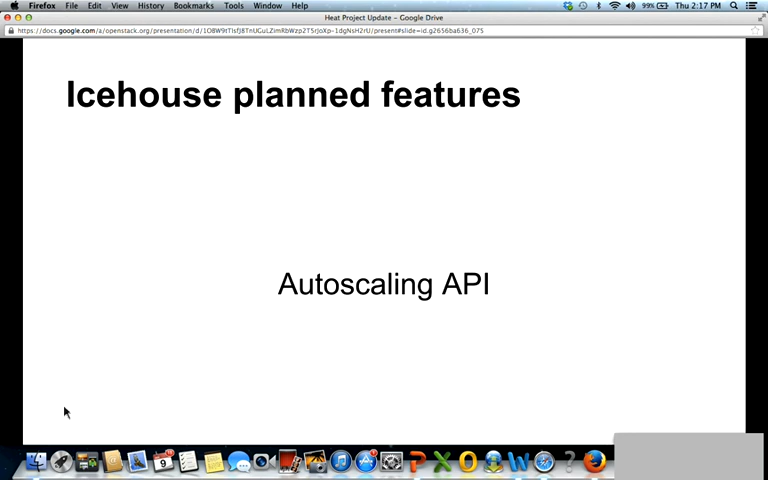 Firefox File Edit View History Bookmarks Tools Window Help 99% Thu 2:17 PM
Heat Project Update – Google Drive
Icehouse planned features
Autoscaling API